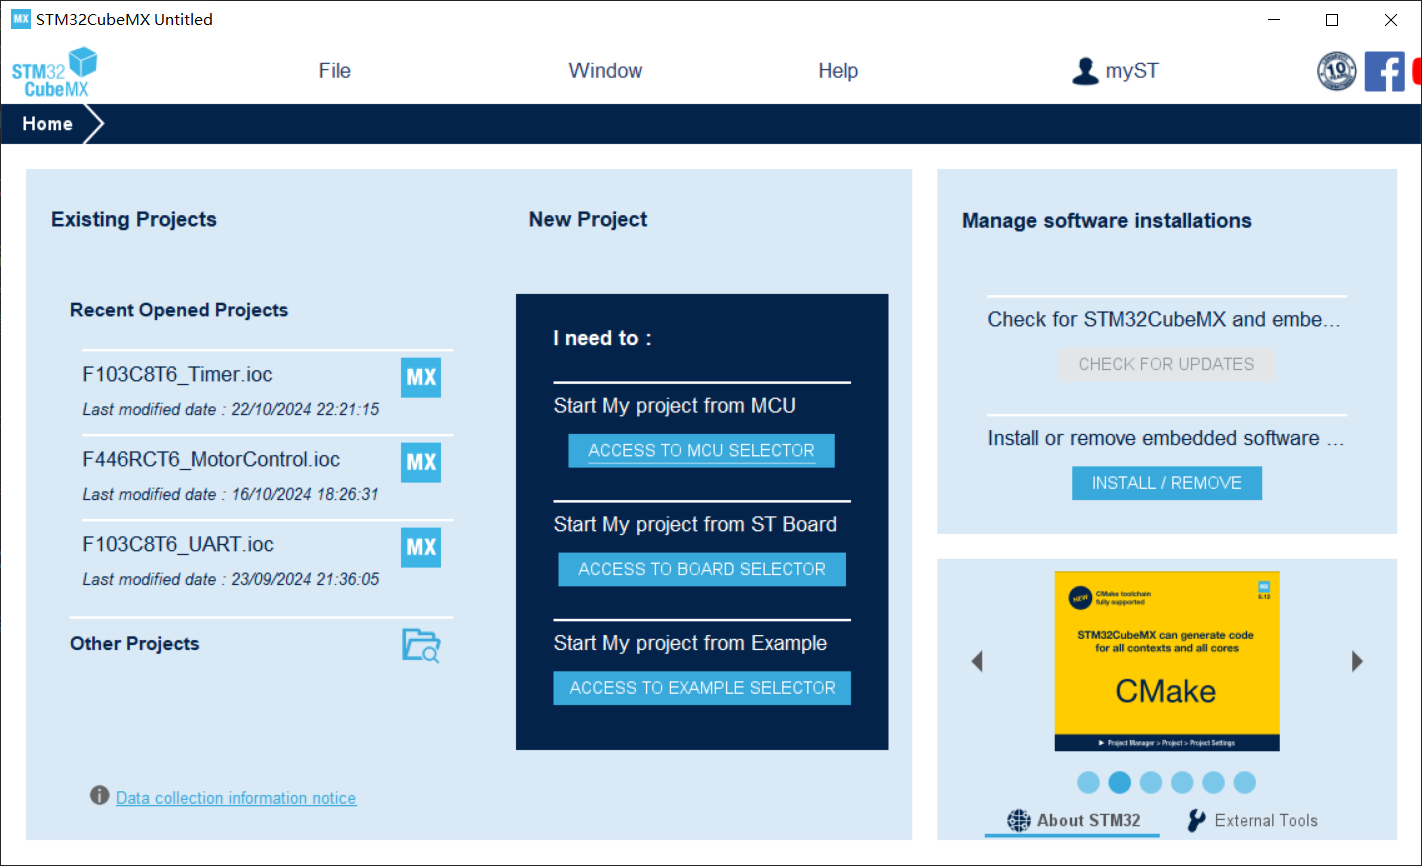 MX STM32CubeMX Untitled
STM32
CubeMX
File
Window
Help
myST
10
Home
Existing Projects
Recent Opened Projects
F103C8T6_Timer.ioc
MX
Last modified date : 22/10/2024 22:21:15
F446RCT6_MotorControl.ioc
MX
Last modified date : 16/10/2024 18:26:31
F103C8T6_UART.ioc
MX
Last modified date : 23/09/2024 21:36:05
Other Projects
Data collection information notice
New Project
I need to :
Start My project from MCU
ACCESS TO MCU SELECTOR
Start My project from ST Board
ACCESS TO BOARD SELECTOR
Start My project from Example
ACCESS TO EXAMPLE SELECTOR
Manage software installations
Check for STM32CubeMX and embe...
CHECK FOR UPDATES
Install or remove embedded software ...
INSTALL / REMOVE
NEW
CMake toolchain
fully supported
MX
6.12
STM32CubeMX can generate code
for all contexts and all cores
CMake
Project Manager > Project > Project Settings
About STM32
External Tools